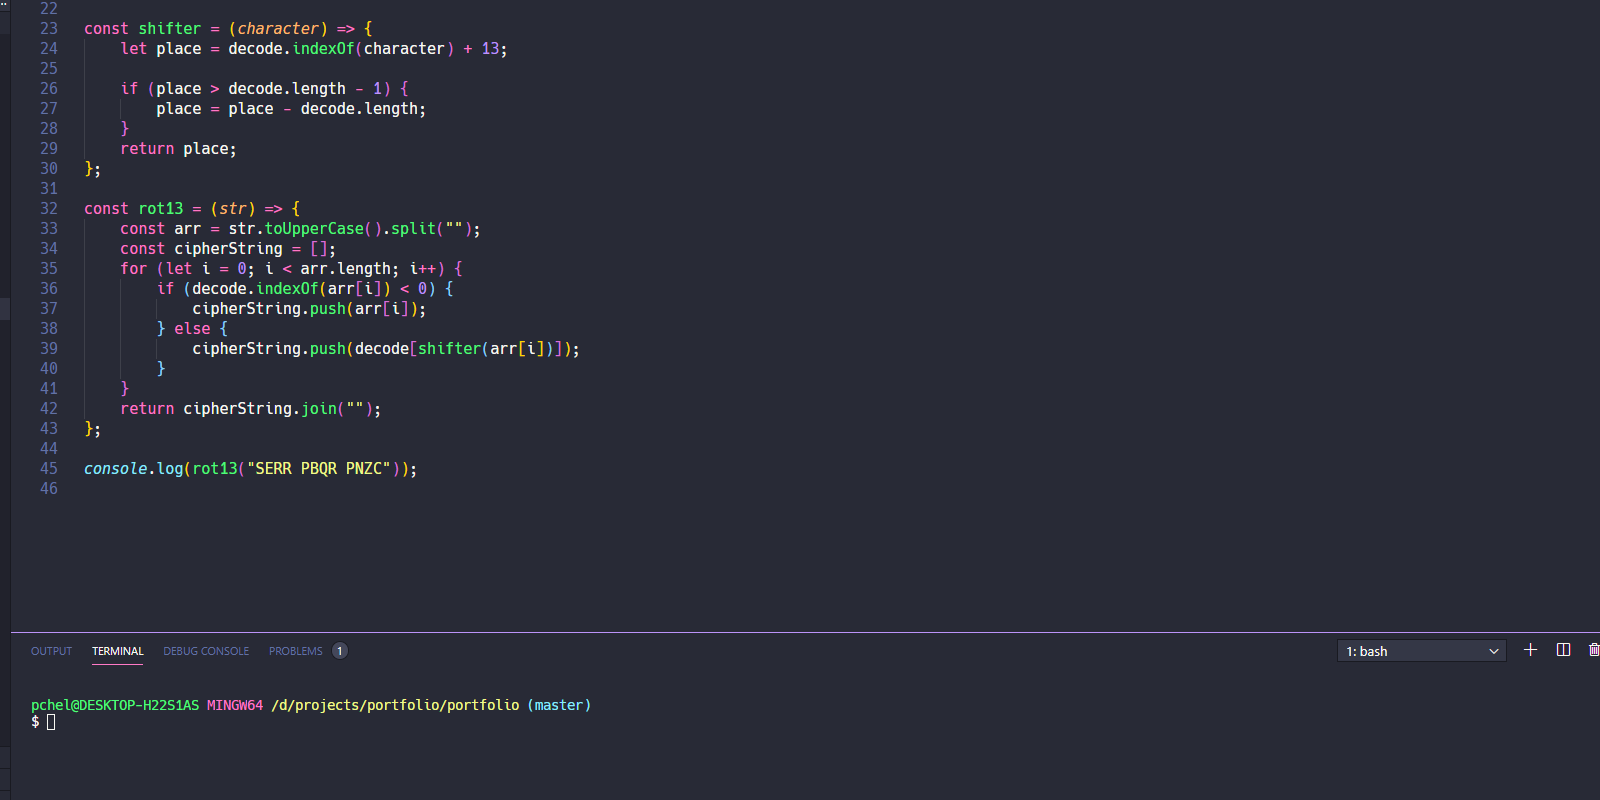 22
23 const shifter = (character) => {
24 let place = decode.indexOf(character) + 13;
25
26 if (place > decode.length - 1) {
27 place = place - decode.length;
28 }
29 return place;
30 };
31
32 const rot13 = (str) => {
33 const arr = str.toUpperCase().split("");
34 const cipherString = [];
35 for (let i = 0; i < arr.length; i++) {
36 if (decode.indexOf(arr[i]) < 0) {
37 cipherString.push(arr[i]);
38 } else {
39 cipherString.push(decode[shifter(arr[i])]);
40 }
41 }
42 return cipherString.join("");
43 };
44
45 console.log(rot13("SERR PBQR PNZC"));
46
OUTPUT TERMINAL DEBUG CONSOLE PROBLEMS 1 1: bash
pchel@DESKTOP-H22S1AS MINGW64 /d/projects/portfolio/portfolio (master)
$